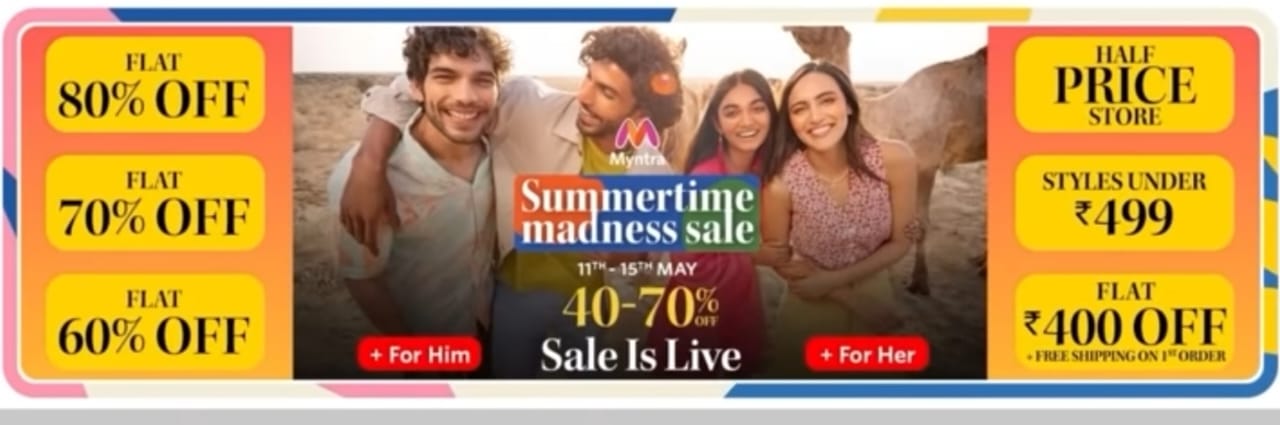 FLAT
80% OFF
FLAT
70% OFF
FLAT
60% OFF
Myntra
Summertime
madness sale
11TH - 15TH MAY
40-70% OFF
Sale Is Live
+ For Him
+ For Her
HALF
PRICE
STORE
STYLES UNDER
₹499
FLAT
₹400 OFF
+ FREE SHIPPING ON 1ST ORDER